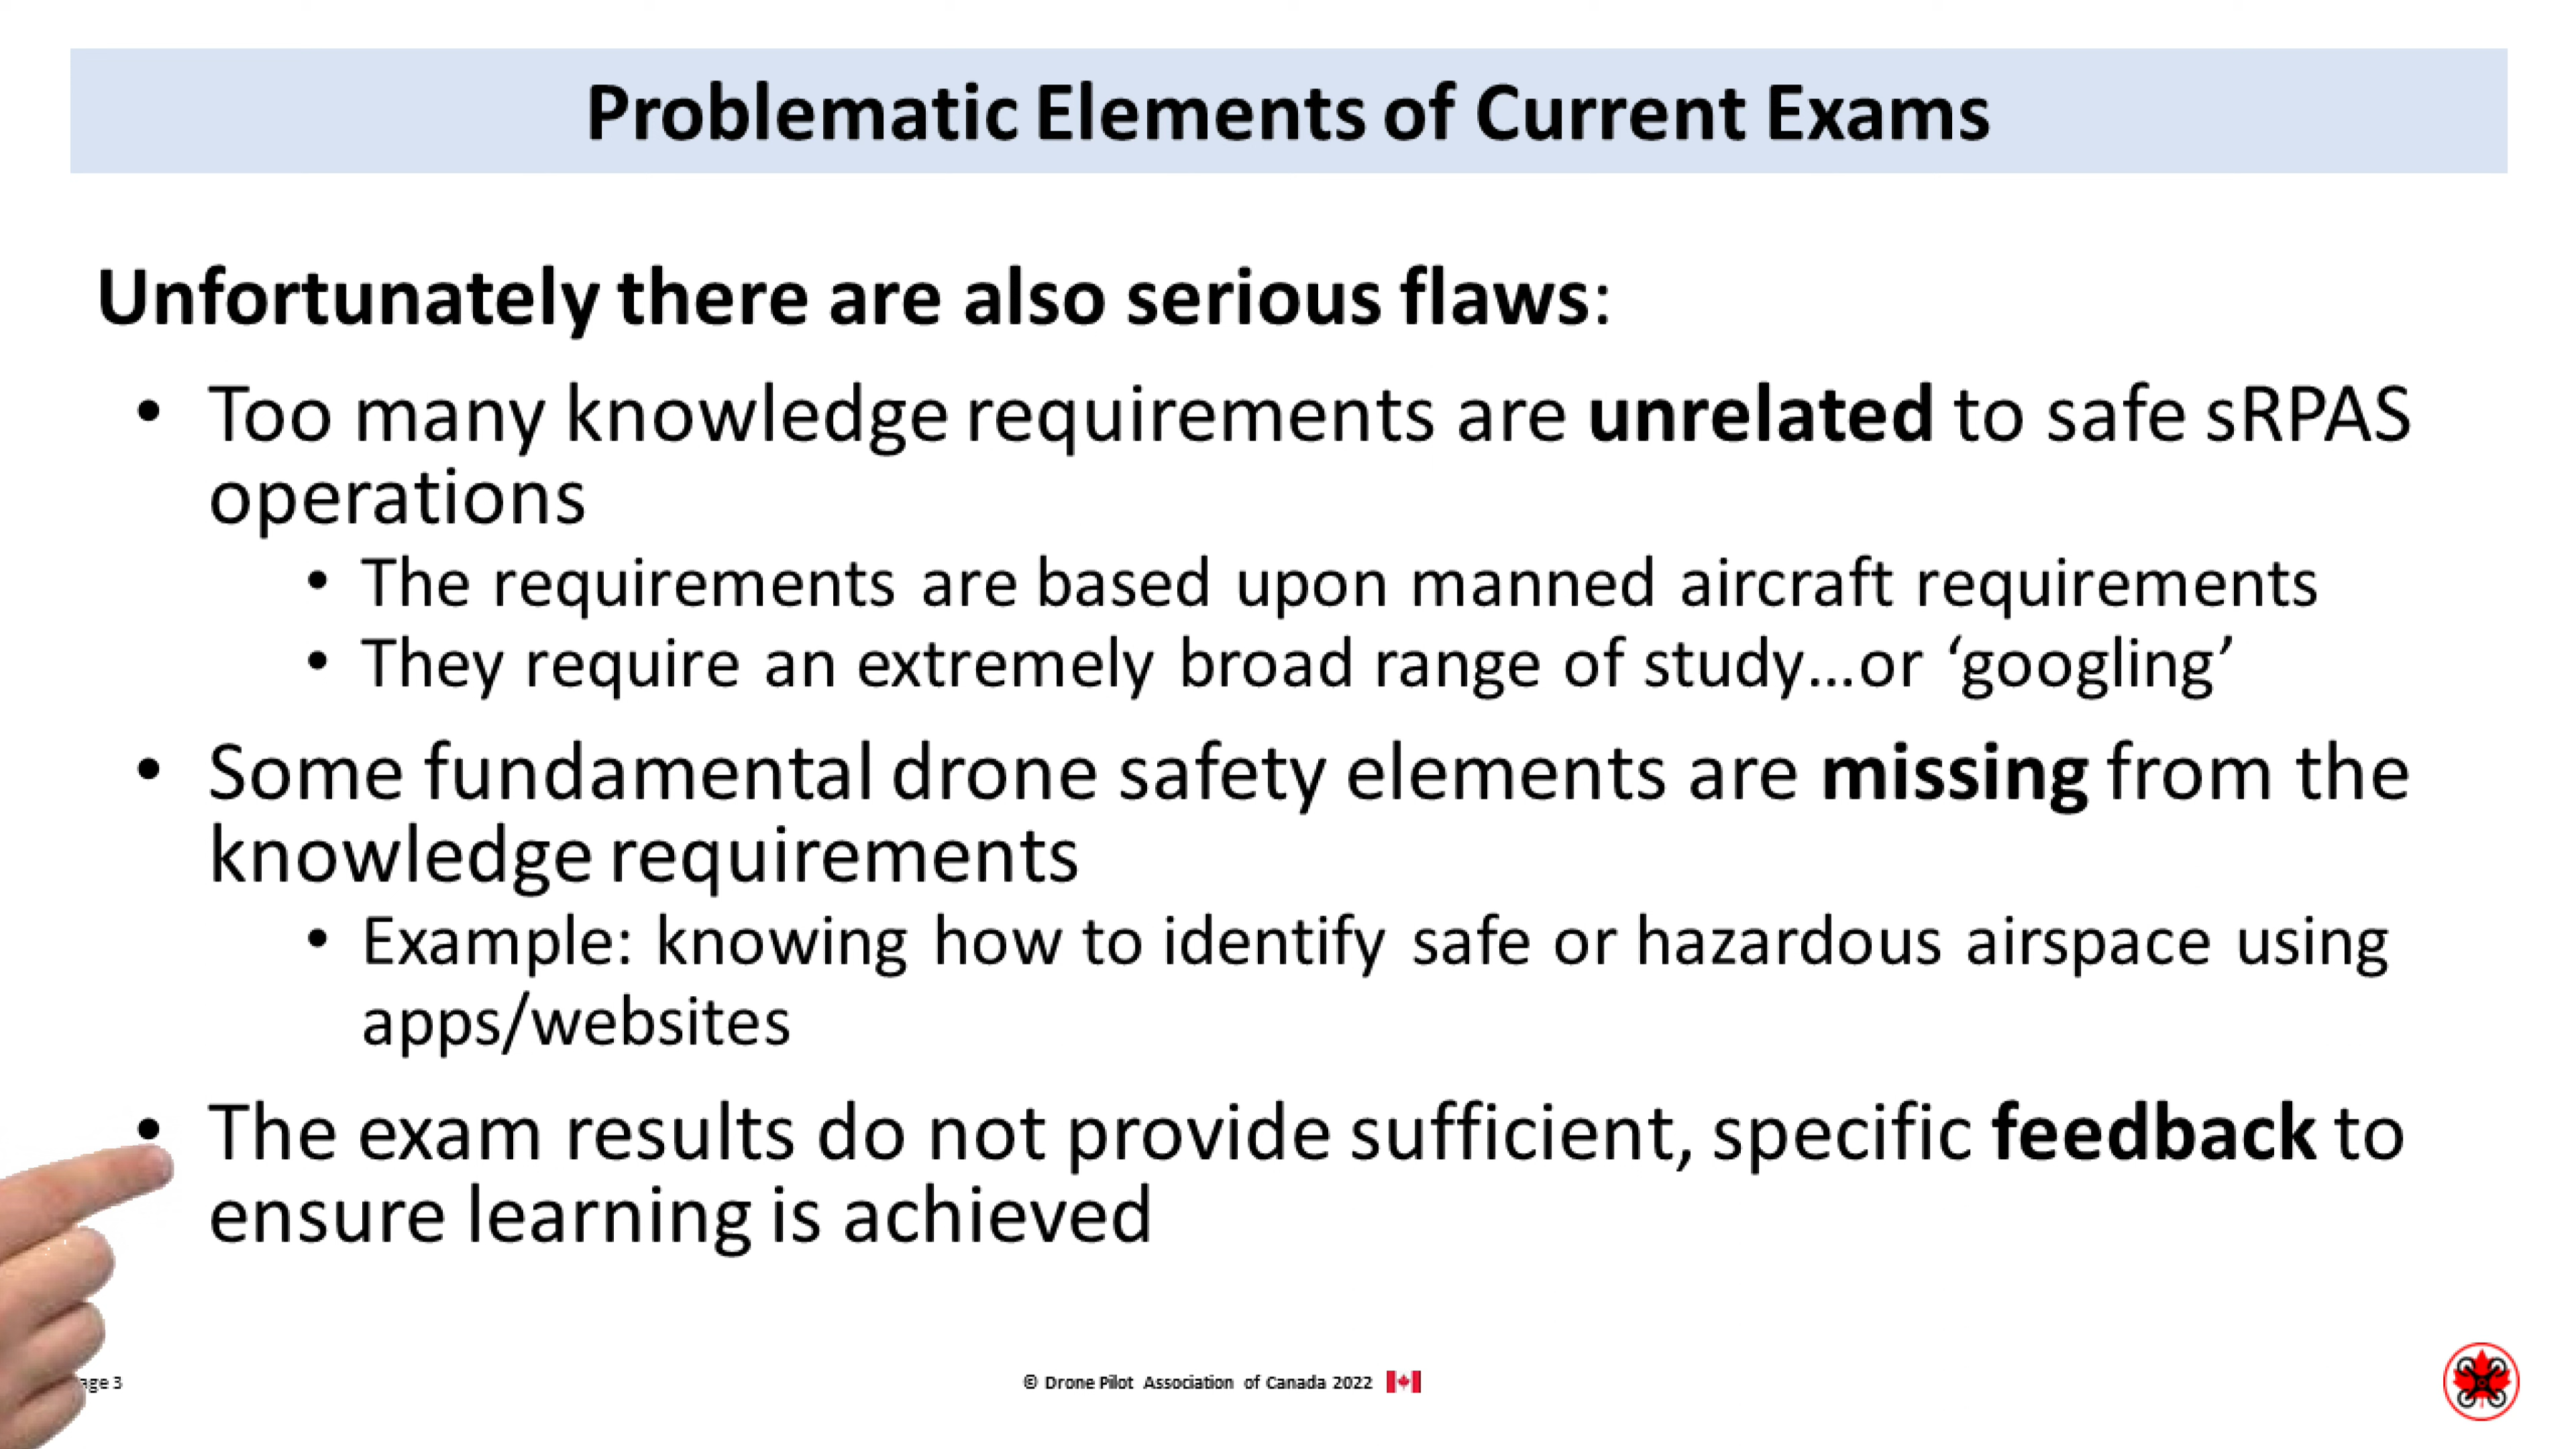 Problematic Elements of Current Exams
Unfortunately there are also serious flaws:
• Too many knowledge requirements are unrelated to safe sRPAS
operations
• The requirements are based upon manned aircraft requirements
• They require an extremely broad range of study...or ‘googling’
• Some fundamental drone safety elements are missing from the
knowledge requirements
• Example: knowing how to identify safe or hazardous airspace using
apps/websites
• The exam results do not provide sufficient, specific feedback to
ensure learning is achieved
age 3
© Drone Pilot Association of Canada 2022